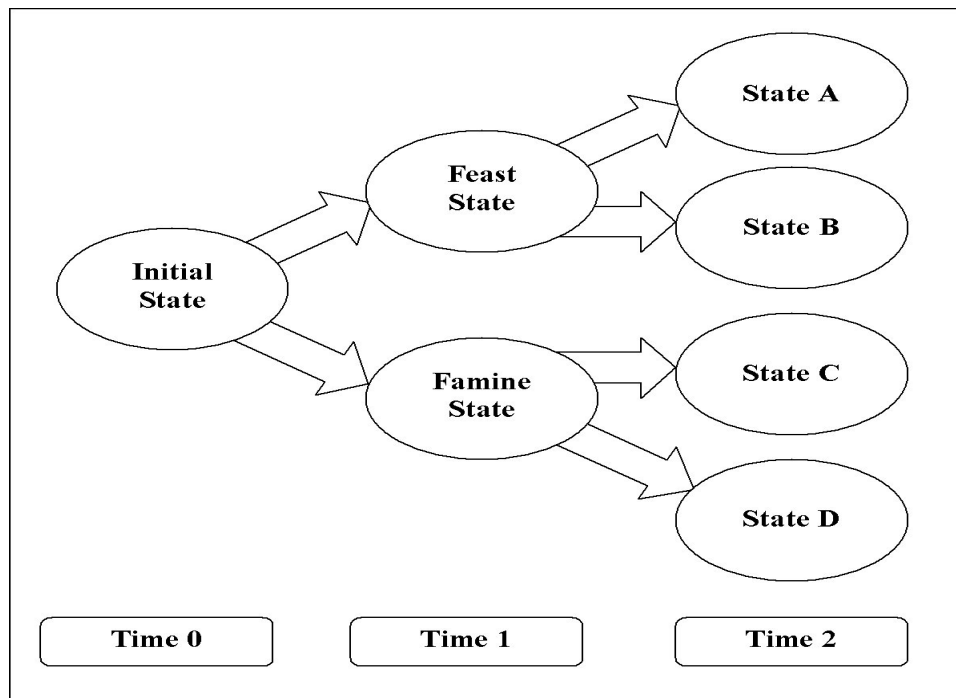 State A
Feast
State
State B
Initial
State
Famine
State
State C
State D
Time 0
Time 1
Time 2